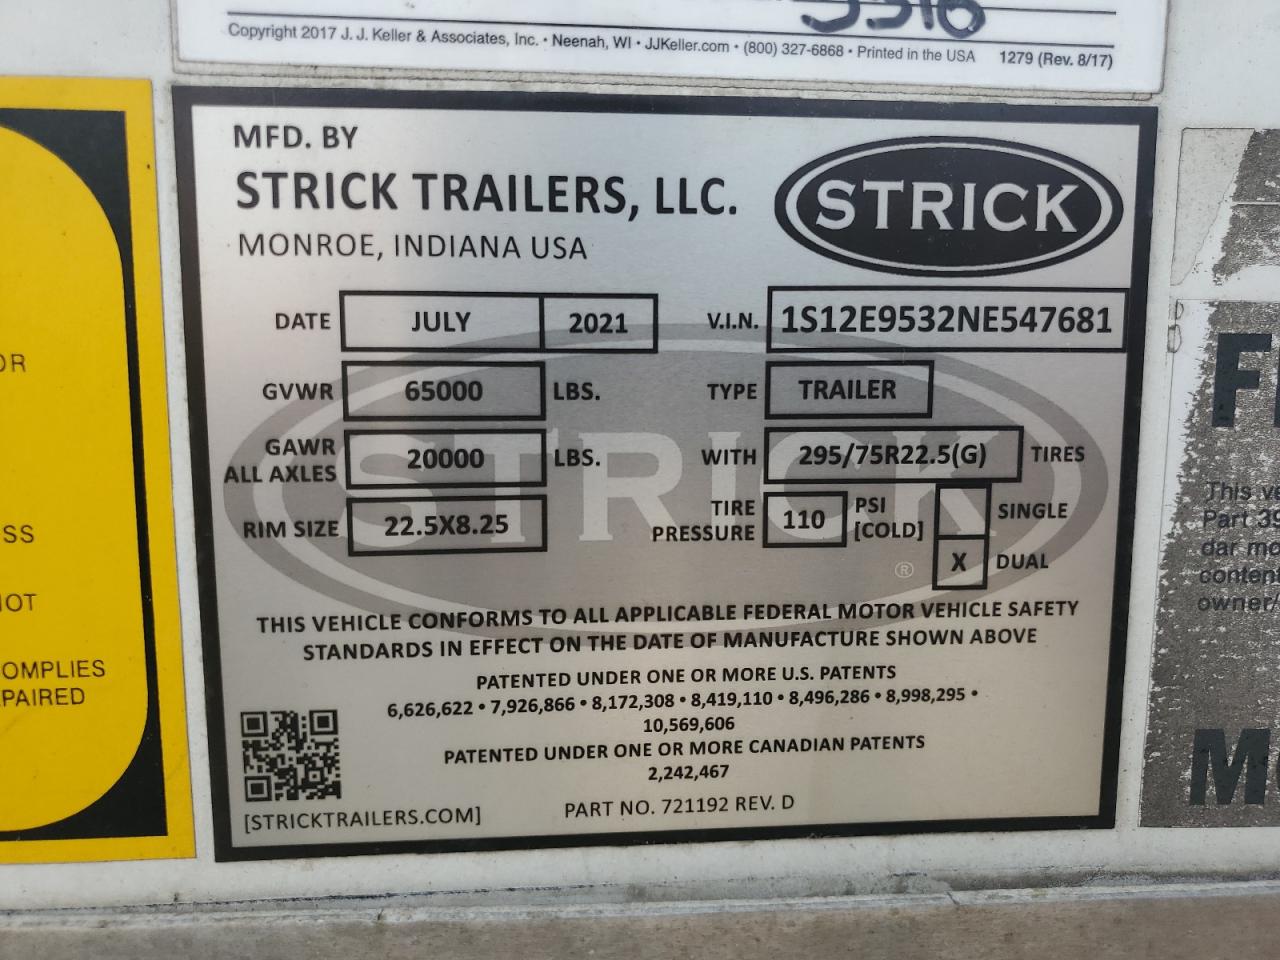 3316
Copyright 2017 J. J. Keller & Associates, Inc. • Neenah, WI • JJKeller.com • (800) 327-6868 • Printed in the USA 1279 (Rev. 8/17)
MFD. BY
STRICK TRAILERS, LLC.
MONROE, INDIANA USA
STRICK
DATE JULY 2021 V.I.N. 1S12E9532NE547681
GVWR 65000 LBS. TYPE TRAILER
GAWR ALL AXLES 20000 LBS. WITH 295/75R22.5(G) TIRES
RIM SIZE 22.5X8.25 TIRE PRESSURE 110 PSI [COLD] SINGLE
X DUAL
STRICK ®
THIS VEHICLE CONFORMS TO ALL APPLICABLE FEDERAL MOTOR VEHICLE SAFETY
STANDARDS IN EFFECT ON THE DATE OF MANUFACTURE SHOWN ABOVE
PATENTED UNDER ONE OR MORE U.S. PATENTS
6,626,622 • 7,926,866 • 8,172,308 • 8,419,110 • 8,496,286 • 8,998,295 •
10,569,606
PATENTED UNDER ONE OR MORE CANADIAN PATENTS
2,242,467
[STRICKTRAILERS.COM] PART NO. 721192 REV. D
OR
SS
OT
OMPLIES
PAIRED
This
Part 39
dar mo
content
owner/